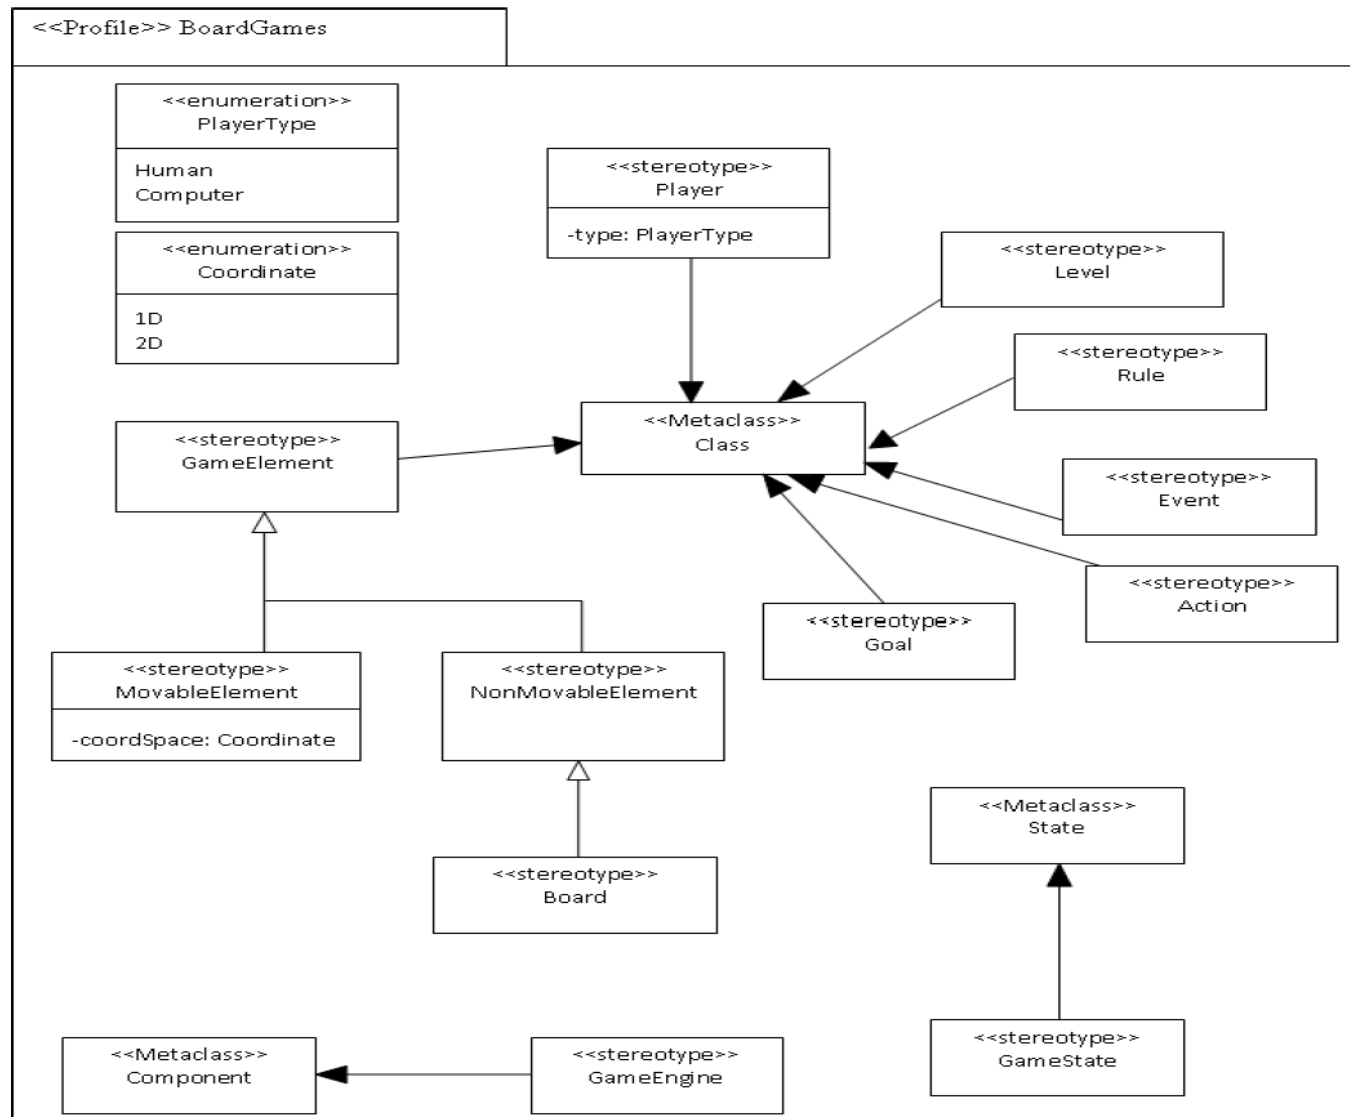 <<Profile>> BoardGames
<<enumeration>>
PlayerType
Human
Computer
<<enumeration>>
Coordinate
1D
2D
<<stereotype>>
Player
-type: PlayerType
<<stereotype>>
Level
<<stereotype>>
Rule
<<Metaclass>>
Class
<<stereotype>>
GameElement
<<stereotype>>
Event
<<stereotype>>
Action
<<stereotype>>
Goal
<<stereotype>>
MovableElement
-coordSpace: Coordinate
<<stereotype>>
NonMovableElement
<<stereotype>>
Board
<<Metaclass>>
State
<<stereotype>>
GameState
<<Metaclass>>
Component
<<stereotype>>
GameEngine